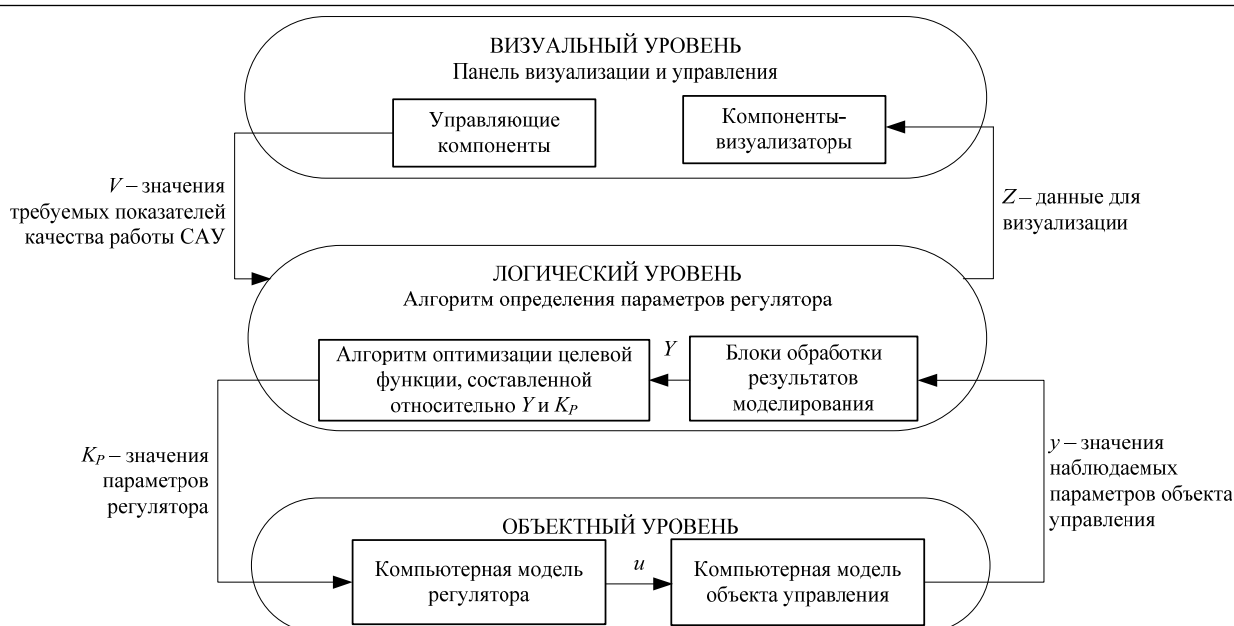 ВИЗУАЛЬНЫЙ УРОВЕНЬ
Панель визуализации и управления
Управляющие
компоненты
Компоненты-
визуализаторы
V – значения
требуемых показателей
качества работы САУ
Z – данные для
визуализации
ЛОГИЧЕСКИЙ УРОВЕНЬ
Алгоритм определения параметров регулятора
Алгоритм оптимизации целевой
функции, составленной
относительно Y и K_P
Y
Блоки обработки
результатов
моделирования
K_P – значения
параметров
регулятора
y – значения
наблюдаемых
параметров объекта
управления
ОБЪЕКТНЫЙ УРОВЕНЬ
Компьютерная модель
регулятора
u
Компьютерная модель
объекта управления